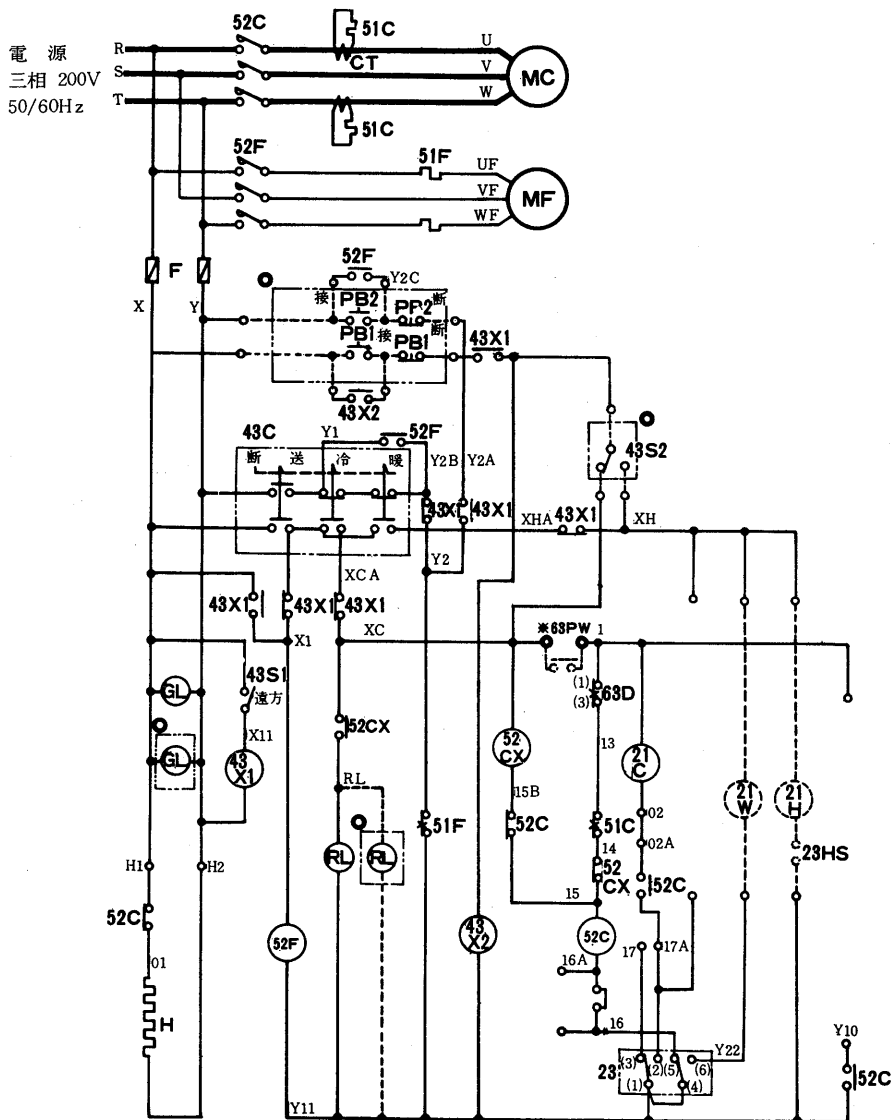 52C
51C
電 源
R
U
三相 200V
S
CT
V
MC
50/60Hz
T
W
51C
52F
51F
UF
VF
MF
WF
F
52F
Y2C
X
Y
接
断
PB2
PB2
PB1
接
断
PB1
43X1
43X2
43C
Y1
52F
43S2
断
送
冷
暖
Y2B
Y2A
43X1
43X1
XHA
43X1
XH
Y2
XCA
43X1
43X1
43X1
X1
XC
※63PW
1
43S1
遠方
(1)
63D
(3)
GL
X11
52CX
13
GL
43
X1
52
CX
21
C
RL
15B
21
W
21
H
51F
52C
51C
02
14
02A
RL
RL
52
CX
52C
23HS
H1
H2
15
52C
52F
43
X2
52C
17
17A
01
16A
H
16
Y10
Y22
23
(3)
(2)
(5)
(6)
52C
(1)
(4)
Y11